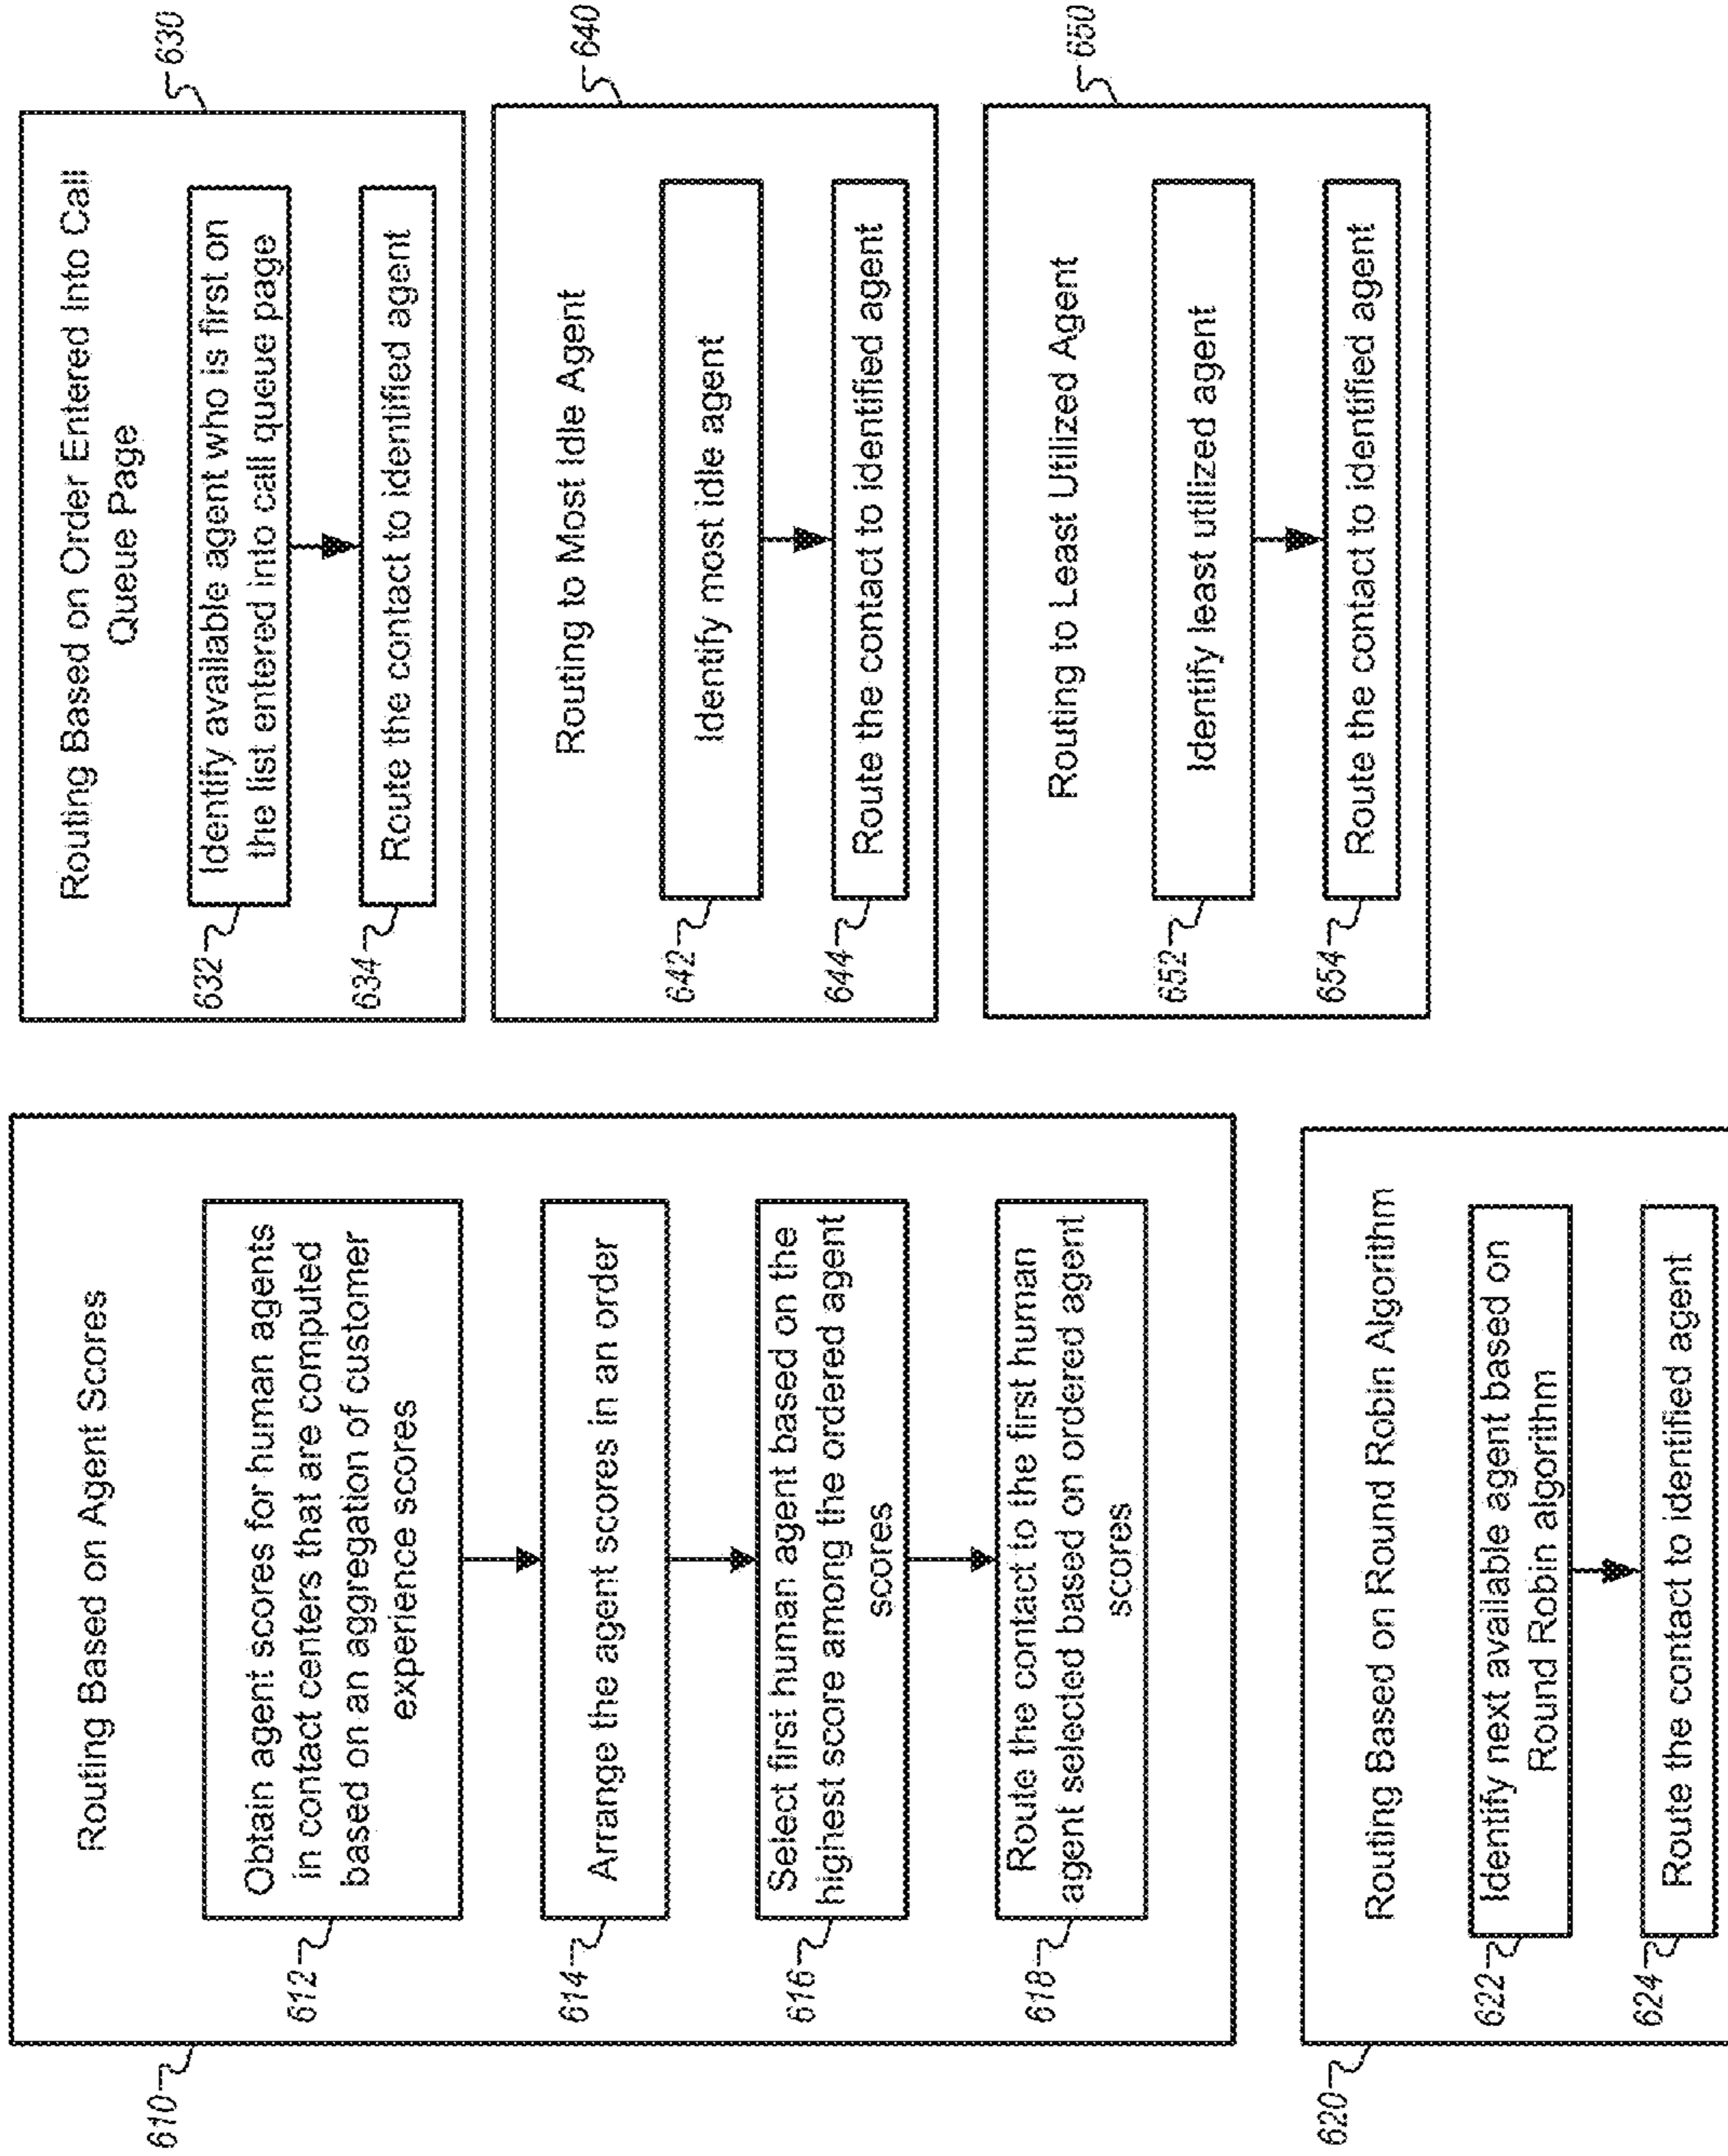 610
Routing Based on Agent Scores
612
Obtain agent scores for human agents
in contact centers that are computed
based on an aggregation of customer
experience scores
614
Arrange the agent scores in an order
616
Select first human agent based on the
highest score among the ordered agent
scores
618
Route the contact to the first human
agent selected based on ordered agent
scores
620
Routing Based on Round Robin Algorithm
622
Identify next available agent based on
Round Robin algorithm
624
Route the contact to identified agent
630
Routing Based on Order Entered Into Call
Queue Page
632
Identify available agent who is first on
the list entered into call queue page
634
Route the contact to identified agent
640
Routing to Most Idle Agent
642
Identify most idle agent
644
Route the contact to identified agent
650
Routing to Least Utilized Agent
652
Identify least utilized agent
654
Route the contact to identified agent